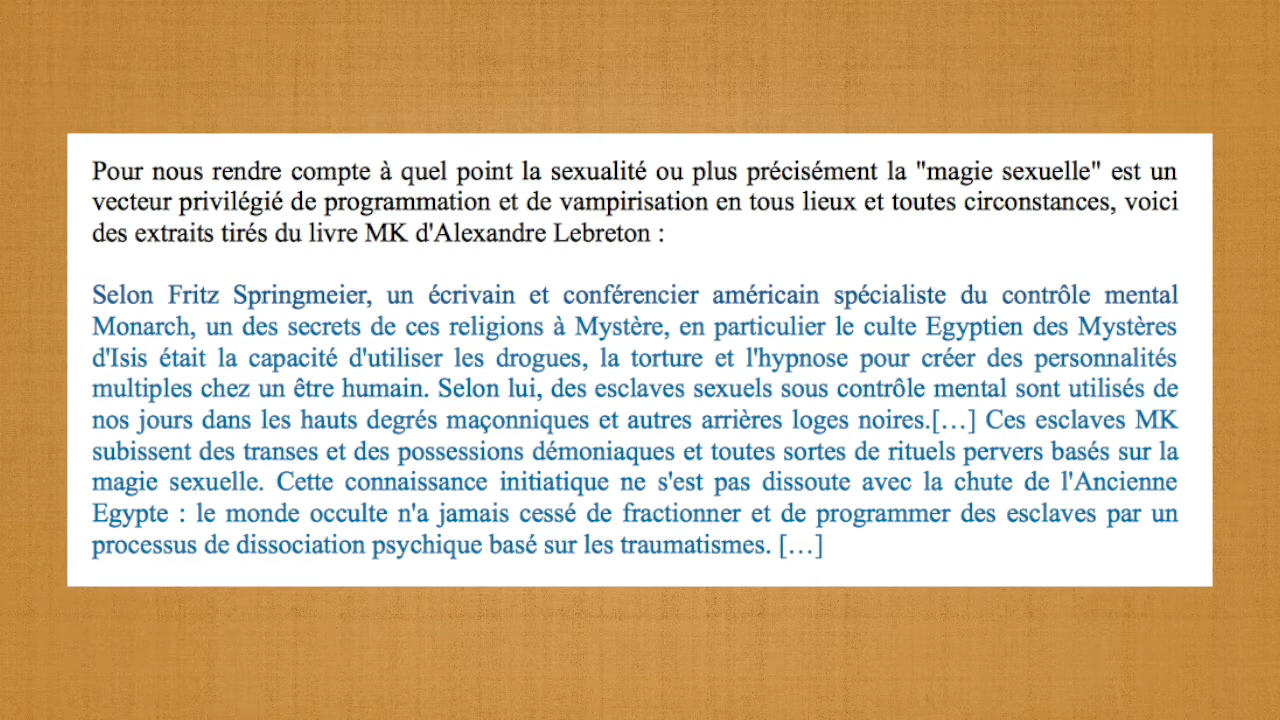 Pour nous rendre compte à quel point la sexualité ou plus précisément la "magie sexuelle" est un
vecteur privilégié de programmation et de vampirisation en tous lieux et toutes circonstances, voici
des extraits tirés du livre MK d'Alexandre Lebreton :
Selon Fritz Springmeier, un écrivain et conférencier américain spécialiste du contrôle mental
Monarch, un des secrets de ces religions à Mystère, en particulier le culte Egyptien des Mystères
d'Isis était la capacité d'utiliser les drogues, la torture et l'hypnose pour créer des personnalités
multiples chez un être humain. Selon lui, des esclaves sexuels sous contrôle mental sont utilisés de
nos jours dans les hauts degrés maçonniques et autres arrières loges noires.[…] Ces esclaves MK
subissent des transes et des possessions démoniaques et toutes sortes de rituels pervers basés sur la
magie sexuelle. Cette connaissance initiatique ne s'est pas dissoute avec la chute de l'Ancienne
Egypte : le monde occulte n'a jamais cessé de fractionner et de programmer des esclaves par un
processus de dissociation psychique basé sur les traumatismes. […]